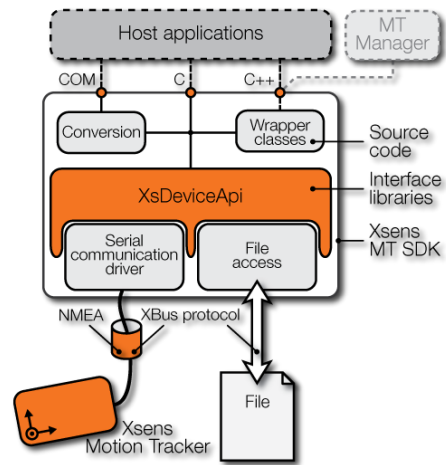 Host applications
MT
Manager
COM
C
C++
Conversion
Wrapper
classes
Source
code
XsDeviceApi
Interface
libraries
Serial
communication
driver
File
access
Xsens
MT SDK
NMEA
XBus protocol
File
Xsens
Motion Tracker